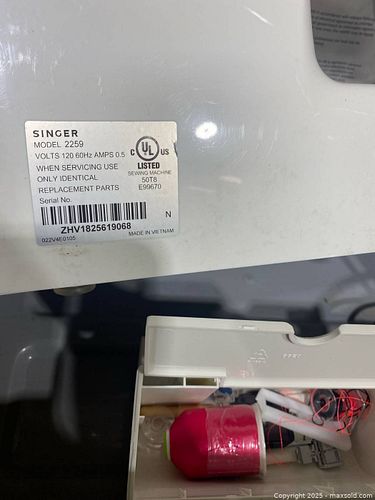 SINGER
MODEL 2259
VOLTS 120 60Hz AMPS 0.5
WHEN SERVICING USE
ONLY IDENTICAL
REPLACEMENT PARTS
Serial No.
C UL US
LISTED
SEWING MACHINE
50T8
E99670
N
ZHV1825619068
022V4E0105
MADE IN VIETNAM
Copyright 2025 - maxsold.com